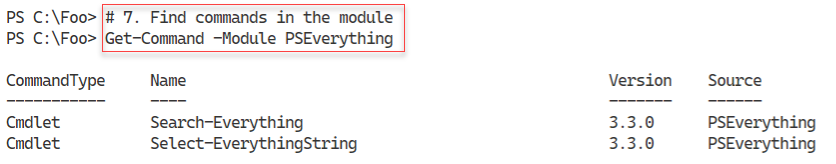 PS C:\Foo> # 7. Find commands in the module
PS C:\Foo> Get-Command -Module PSEverything
CommandType Name Version Source
----------- ---- ------- ------
Cmdlet Search-Everything 3.3.0 PSEverything
Cmdlet Select-EverythingString 3.3.0 PSEverything